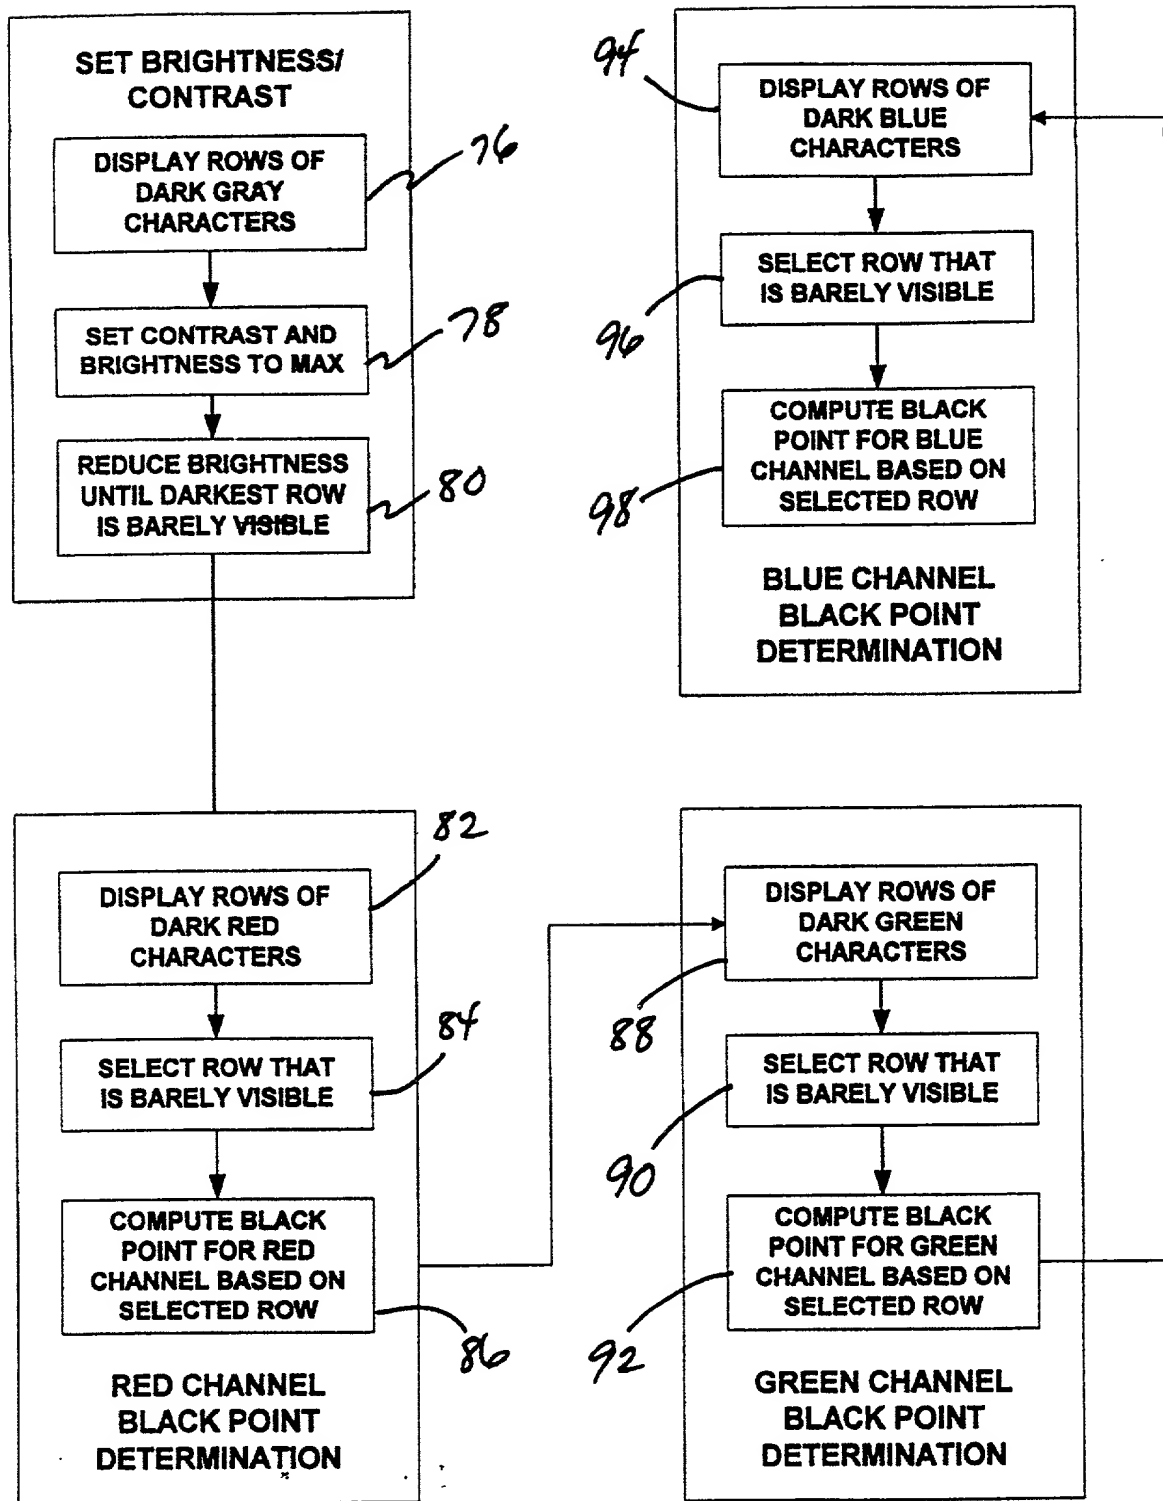 SET BRIGHTNESS/
CONTRAST
DISPLAY ROWS OF
DARK GRAY
CHARACTERS
76
SET CONTRAST AND
BRIGHTNESS TO MAX
78
REDUCE BRIGHTNESS
UNTIL DARKEST ROW
IS BARELY VISIBLE
80
82
DISPLAY ROWS OF
DARK RED
CHARACTERS
84
SELECT ROW THAT
IS BARELY VISIBLE
COMPUTE BLACK
POINT FOR RED
CHANNEL BASED ON
SELECTED ROW
86
RED CHANNEL
BLACK POINT
DETERMINATION
DISPLAY ROWS OF
DARK GREEN
CHARACTERS
88
SELECT ROW THAT
IS BARELY VISIBLE
90
COMPUTE BLACK
POINT FOR GREEN
CHANNEL BASED ON
SELECTED ROW
92
GREEN CHANNEL
BLACK POINT
DETERMINATION
94
DISPLAY ROWS OF
DARK BLUE
CHARACTERS
SELECT ROW THAT
IS BARELY VISIBLE
96
COMPUTE BLACK
POINT FOR BLUE
CHANNEL BASED ON
SELECTED ROW
98
BLUE CHANNEL
BLACK POINT
DETERMINATION